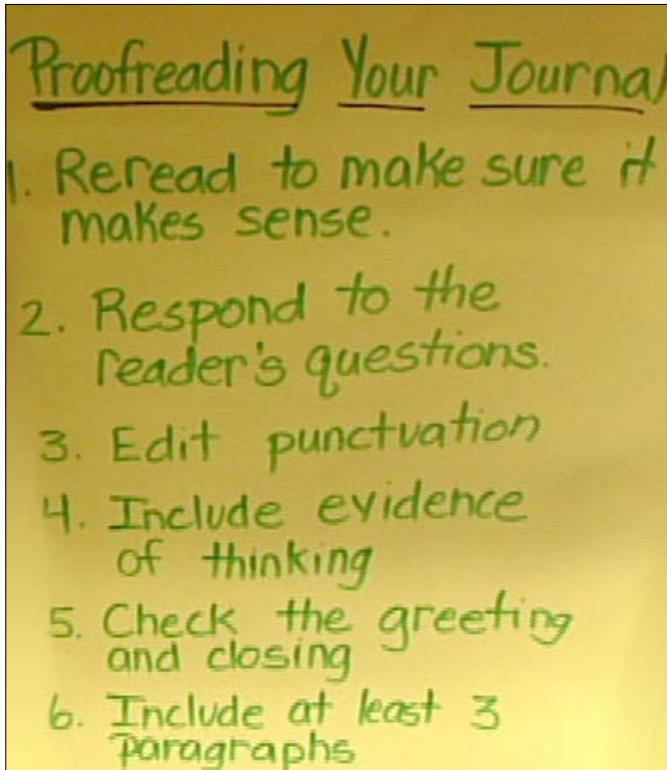 Proofreading Your Journal
1. Reread to make sure it
makes sense.
2. Respond to the
reader's questions.
3. Edit punctuation
4. Include evidence
of thinking
5. Check the greeting
and closing
6. Include at least 3
paragraphs